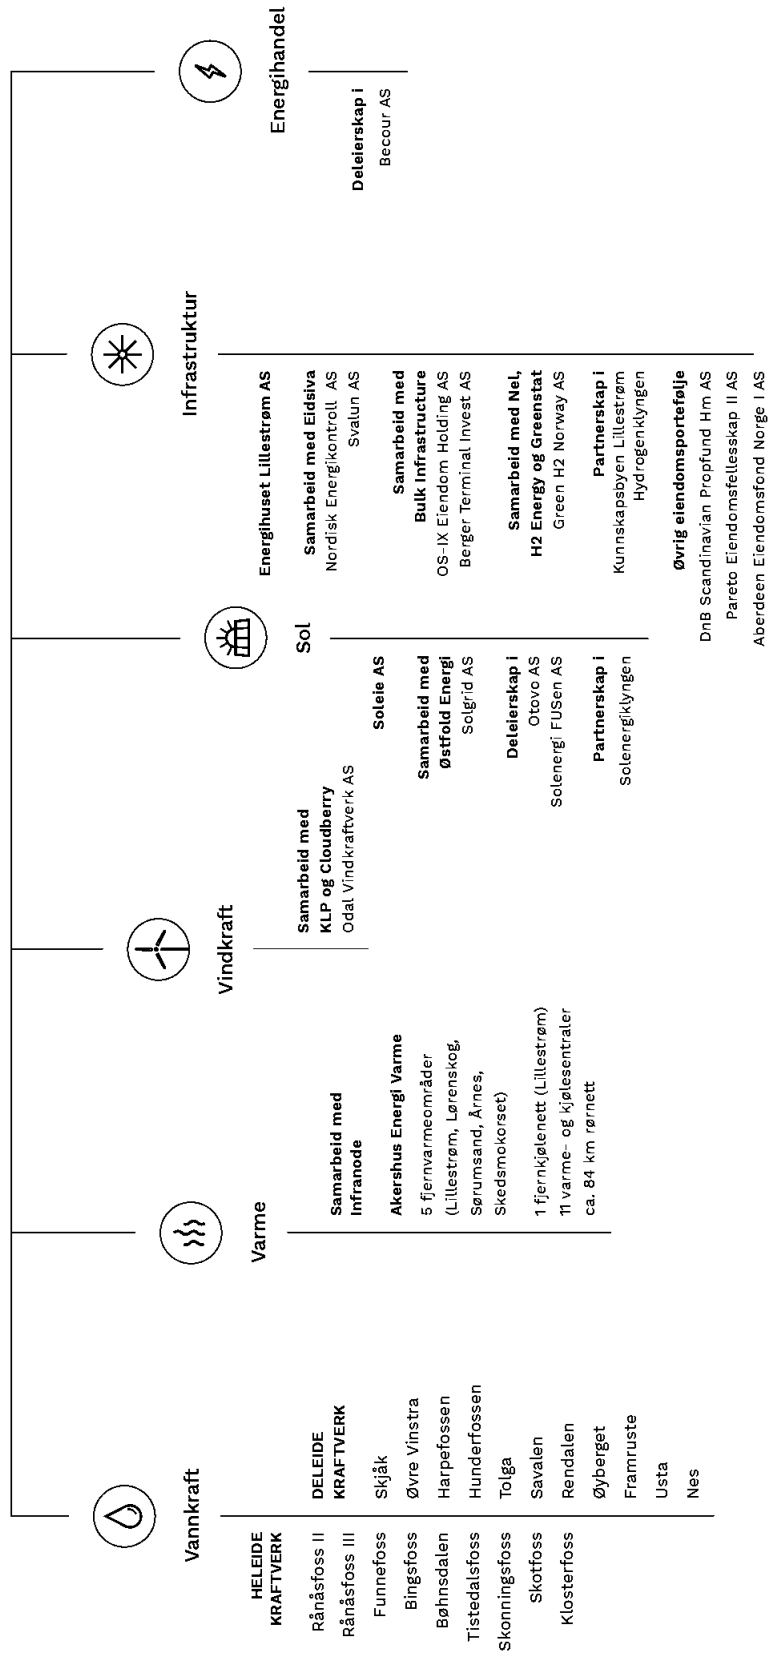 Vannkraft
HELEIDE
KRAFTVERK
Rånåsfoss II
Rånåsfoss III
Funnefoss
Bingsfoss
Bøhnsdalen
Tistedalsfoss
Skonningsfoss
Skotfoss
Klosterfoss
DELEIDE
KRAFTVERK
Skjåk
Øvre Vinstra
Harpefossen
Hunderfossen
Tolga
Savalen
Rendalen
Øyberget
Framruste
Usta
Nes
Varme
Samarbeid med
Infranode
Akershus Energi Varme
5 fjernvarmeområder
(Lillestrøm, Lørenskog,
Sørumsand, Årnes,
Skedsmokorset)
1 fjernkjølenett (Lillestrøm)
11 varme- og kjølesentraler
ca. 84 km rørnett
Vindkraft
Samarbeid med
KLP og Cloudberry
Odal Vindkraftverk AS
Sol
Soleie AS
Samarbeid med
Østfold Energi
Solgrid AS
Deleierskap i
Otovo AS
Solenergi FUSen AS
Partnerskap i
Solenergiklyngen
Infrastruktur
Energihuset Lillestrøm AS
Samarbeid med Eidsiva
Nordisk Energikontroll AS
Svalun AS
Samarbeid med
Bulk Infrastructure
OS-IX Eiendom Holding AS
Berger Terminal Invest AS
Samarbeid med Nel,
H2 Energy og Greenstat
Green H2 Norway AS
Partnerskap i
Kunnskapsbyen Lillestrøm
Hydrogenklyngen
Øvrig eiendomsportefølje
DnB Scandinavian Propfund Hm AS
Pareto Eiendomsfellesskap II AS
Aberdeen Eiendomsfond Norge I AS
Energihandel
Deleierskap i
Becour AS